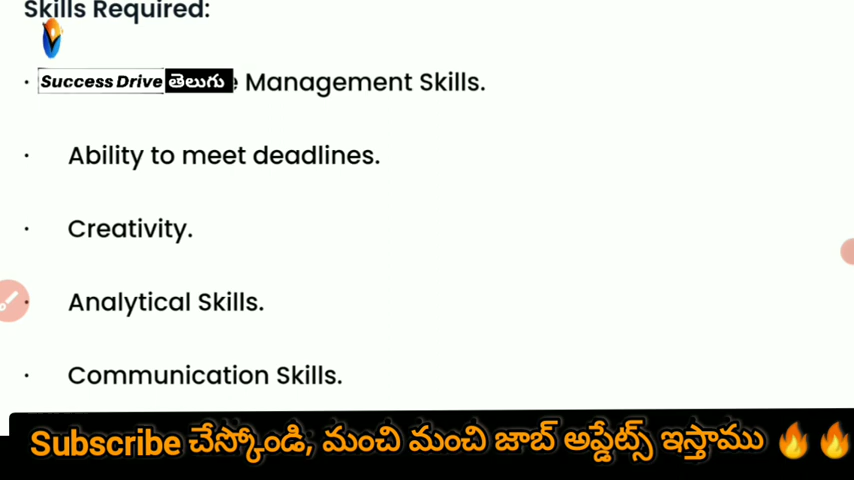 Skills Required:
· Success Drive తెలుగు Management Skills.
· Ability to meet deadlines.
· Creativity.
· Analytical Skills.
· Communication Skills.
Subscribe చేస్కోండి, మంచి మంచి జాబ్ అప్డేట్స్ ఇస్తాము 🔥🔥